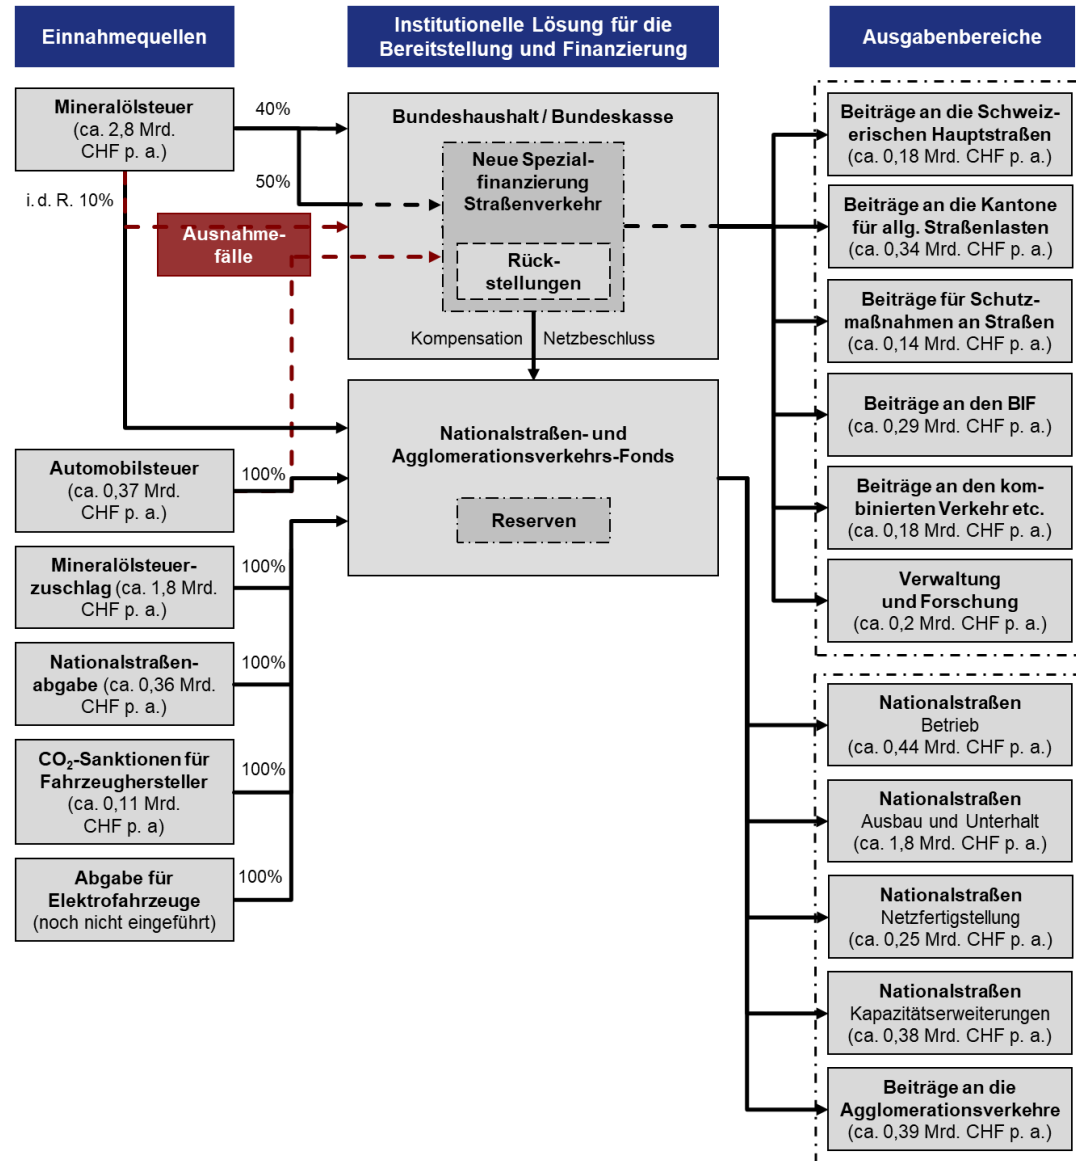 Einnahmequellen
Institutionelle Lösung für die
Bereitstellung und Finanzierung
Ausgabenbereiche
Mineralölsteuer
(ca. 2,8 Mrd.
CHF p. a.)
40%
50%
i. d. R. 10%
Ausnahme-
fälle
Automobilsteuer
(ca. 0,37 Mrd.
CHF p. a.)
100%
Mineralölsteuer-
zuschlag (ca. 1,8 Mrd.
CHF p. a.)
100%
Nationalstraßen-
abgabe (ca. 0,36 Mrd.
CHF p. a.)
100%
CO₂-Sanktionen für
Fahrzeughersteller
(ca. 0,11 Mrd.
CHF p. a)
100%
Abgabe für
Elektrofahrzeuge
(noch nicht eingeführt)
100%
Bundeshaushalt / Bundeskasse
Neue Spezial-
finanzierung
Straßenverkehr
Rück-
stellungen
Kompensation
Netzbeschluss
Nationalstraßen- und
Agglomerationsverkehrs-Fonds
Reserven
Beiträge an die Schweiz-
erischen Hauptstraßen
(ca. 0,18 Mrd. CHF p. a.)
Beiträge an die Kantone
für allg. Straßenlasten
(ca. 0,34 Mrd. CHF p. a.)
Beiträge für Schutz-
maßnahmen an Straßen
(ca. 0,14 Mrd. CHF p. a.)
Beiträge an den BIF
(ca. 0,29 Mrd. CHF p. a.)
Beiträge an den kom-
binierten Verkehr etc.
(ca. 0,18 Mrd. CHF p. a.)
Verwaltung
und Forschung
(ca. 0,2 Mrd. CHF p. a.)
Nationalstraßen
Betrieb
(ca. 0,44 Mrd. CHF p. a.)
Nationalstraßen
Ausbau und Unterhalt
(ca. 1,8 Mrd. CHF p. a.)
Nationalstraßen
Netzfertigstellung
(ca. 0,25 Mrd. CHF p. a.)
Nationalstraßen
Kapazitätserweiterungen
(ca. 0,38 Mrd. CHF p. a.)
Beiträge an die
Agglomerationsverkehre
(ca. 0,39 Mrd. CHF p. a.)